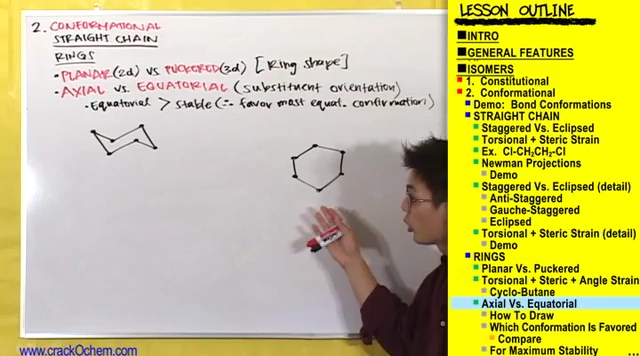 2. CONFORMATIONAL
STRAIGHT CHAIN
RINGS
• PLANAR (2d) vs PUCKERED (3d) [Ring shape]
• AXIAL vs. EQUATORIAL (substituent orientation)
• Equatorial > stable (∴ favor most equat. confirmation)
www.crackOchem.com
LESSON OUTLINE
INTRO
GENERAL FEATURES
ISOMERS
1. Constitutional
2. Conformational
Demo: Bond Conformations
STRAIGHT CHAIN
Staggered Vs. Eclipsed
Torsional + Steric Strain
Ex. Cl-CH₂CH₂-Cl
Newman Projections
Demo
Staggered Vs. Eclipsed (detail)
Anti-Staggered
Gauche-Staggered
Eclipsed
Torsional + Steric Strain (detail)
Demo
RINGS
Planar Vs. Puckered
Torsional + Steric + Angle Strain
Cyclo-Butane
Axial Vs. Equatorial
How To Draw
Which Conformation Is Favored
Compare
For Maximum Stability
...